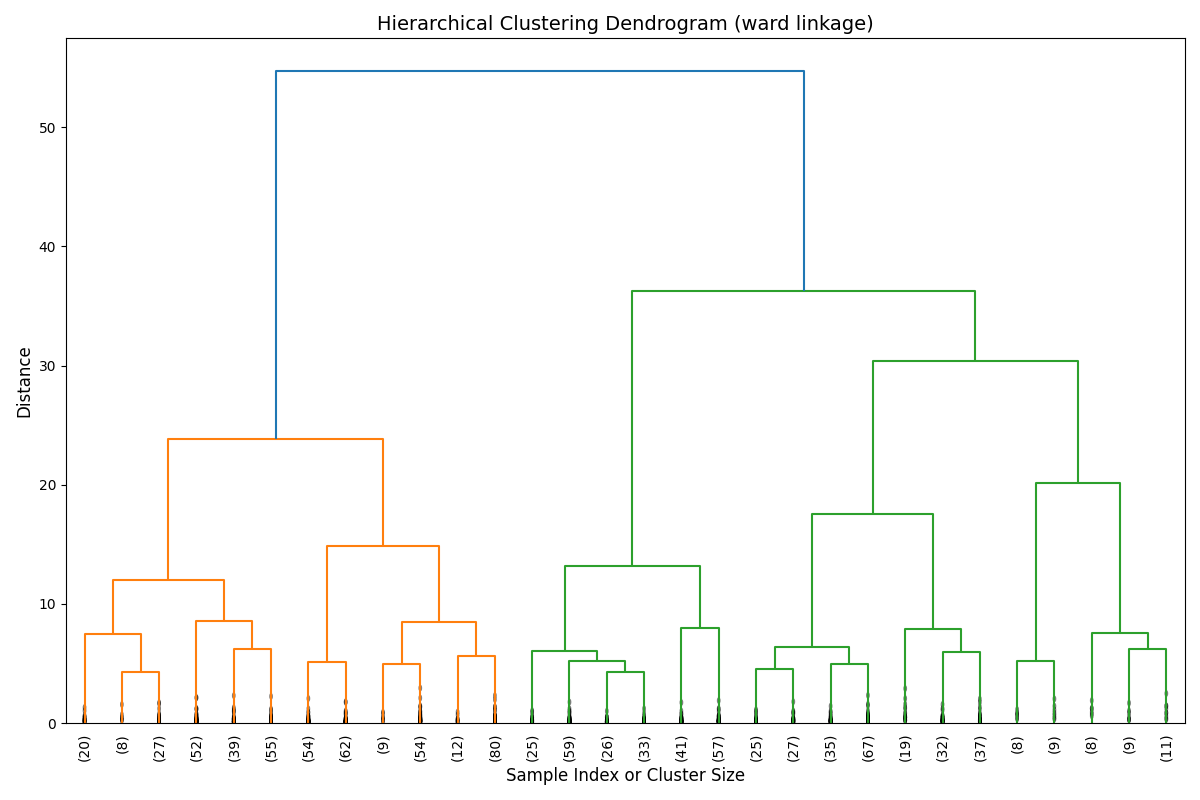 Hierarchical Clustering Dendrogram (ward linkage)
Distance
50
40
30
20
10
0
(20) (8) (27) (52) (39) (55) (54) (62) (9) (54) (12) (80) (25) (59) (26) (33) (41) (57) (25) (27) (35) (67) (19) (32) (37) (8) (9) (8) (9) (11)
Sample Index or Cluster Size